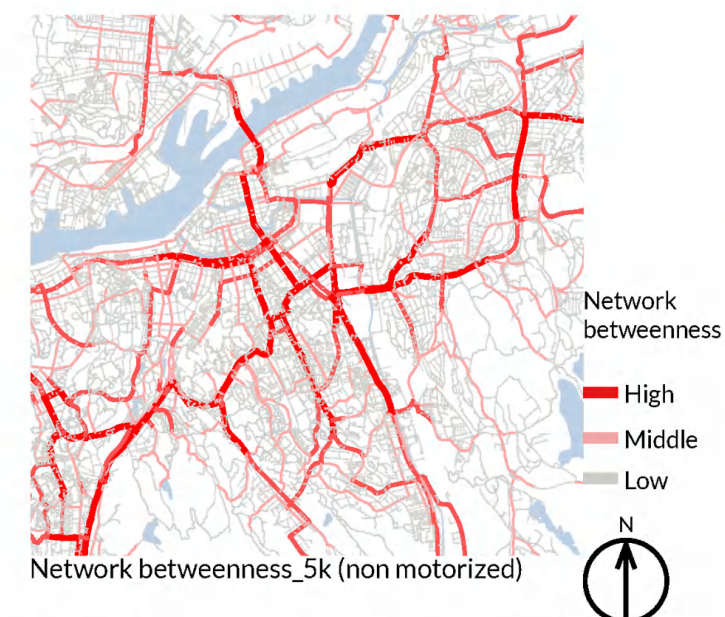 Network
betweenness
High
Middle
Low
N
Network betweenness_5k (non motorized)